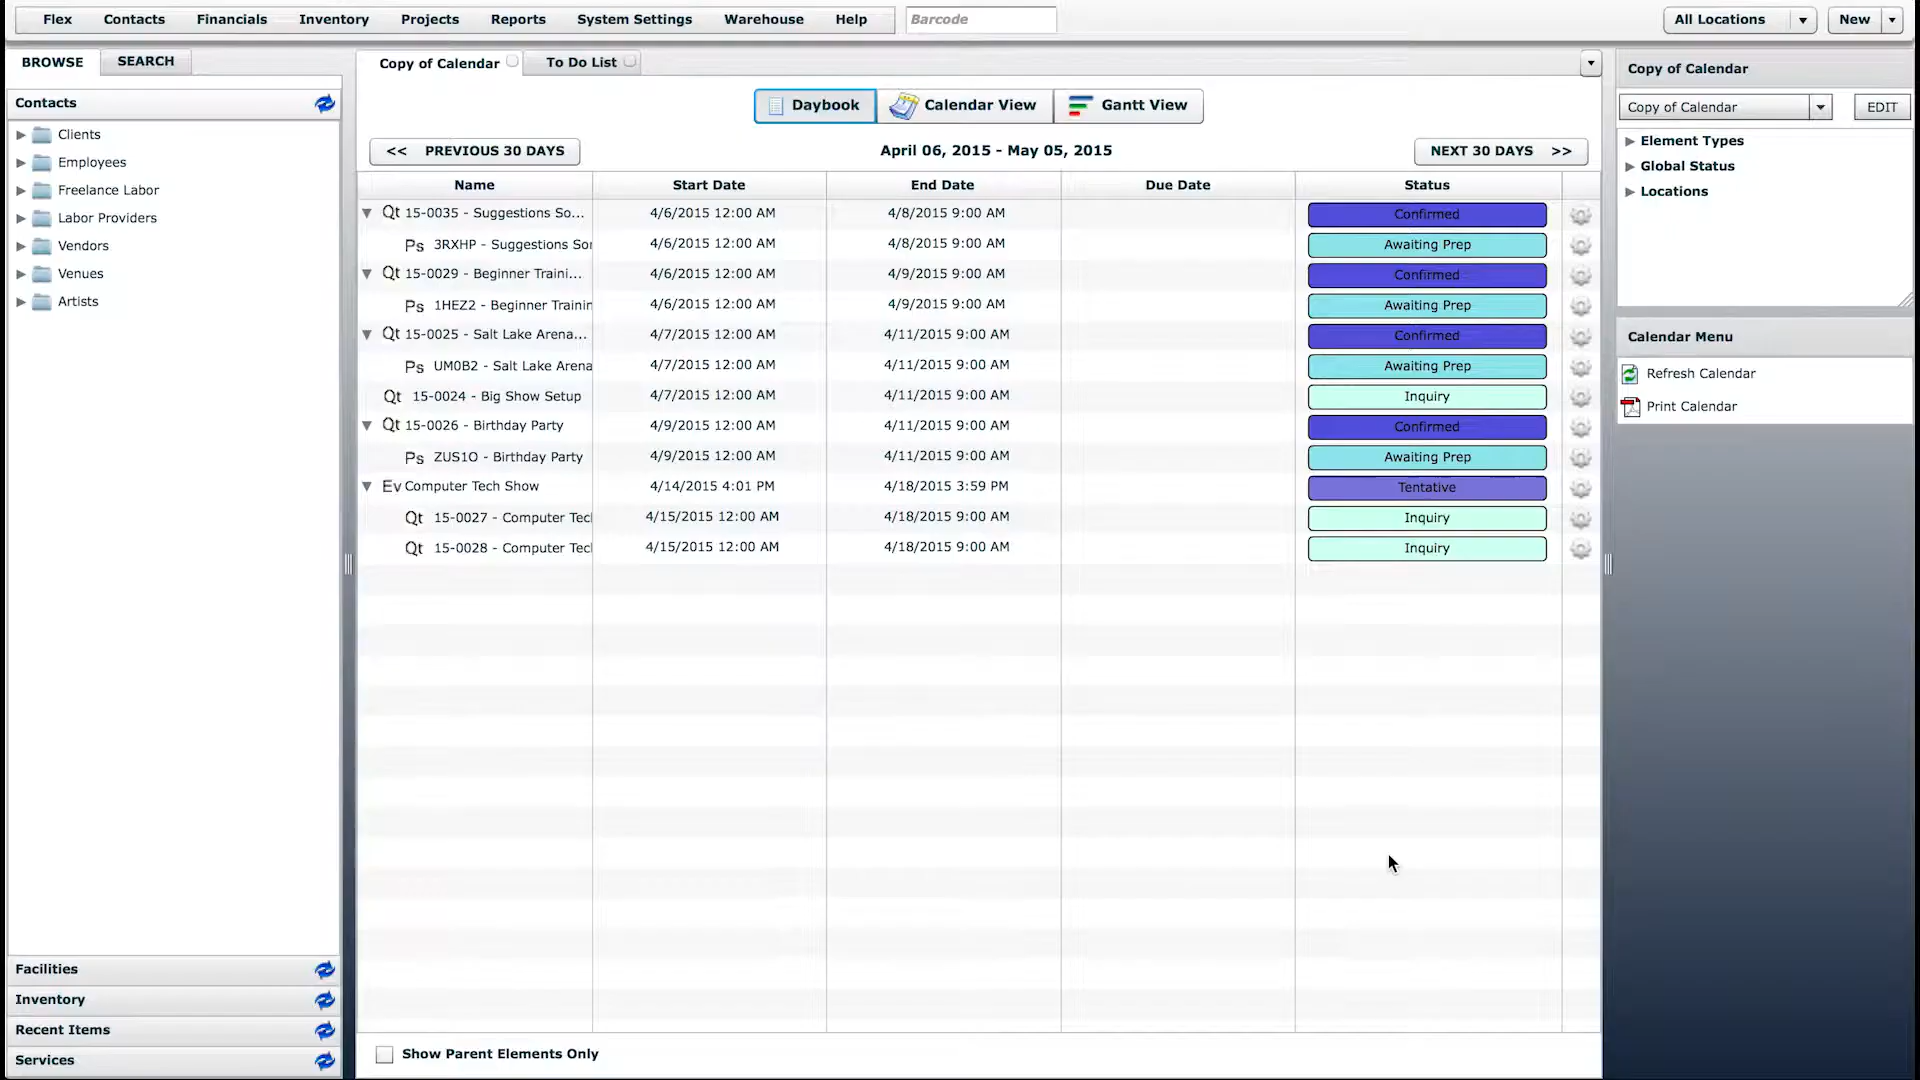 Flex Contacts Financials Inventory Projects Reports System Settings Warehouse Help Barcode All Locations New
BROWSE SEARCH
Contacts
Clients
Employees
Freelance Labor
Labor Providers
Vendors
Venues
Artists
Facilities
Inventory
Recent Items
Services
Copy of Calendar To Do List
Daybook Calendar View Gantt View
<< PREVIOUS 30 DAYS April 06, 2015 - May 05, 2015 NEXT 30 DAYS >>
Name Start Date End Date Due Date Status
Qt 15-0035 - Suggestions So... 4/6/2015 12:00 AM 4/8/2015 9:00 AM Confirmed
Ps 3RXHP - Suggestions Sor 4/6/2015 12:00 AM 4/8/2015 9:00 AM Awaiting Prep
Qt 15-0029 - Beginner Traini... 4/6/2015 12:00 AM 4/9/2015 9:00 AM Confirmed
Ps 1HEZ2 - Beginner Trainin 4/6/2015 12:00 AM 4/9/2015 9:00 AM Awaiting Prep
Qt 15-0025 - Salt Lake Arena... 4/7/2015 12:00 AM 4/11/2015 9:00 AM Confirmed
Ps UM0B2 - Salt Lake Arena 4/7/2015 12:00 AM 4/11/2015 9:00 AM Awaiting Prep
Qt 15-0024 - Big Show Setup 4/7/2015 12:00 AM 4/11/2015 9:00 AM Inquiry
Qt 15-0026 - Birthday Party 4/9/2015 12:00 AM 4/11/2015 9:00 AM Confirmed
Ps ZUS1O - Birthday Party 4/9/2015 12:00 AM 4/11/2015 9:00 AM Awaiting Prep
Ev Computer Tech Show 4/14/2015 4:01 PM 4/18/2015 3:59 PM Tentative
Qt 15-0027 - Computer Tec 4/15/2015 12:00 AM 4/18/2015 9:00 AM Inquiry
Qt 15-0028 - Computer Tec 4/15/2015 12:00 AM 4/18/2015 9:00 AM Inquiry
Show Parent Elements Only
Copy of Calendar
Copy of Calendar EDIT
Element Types
Global Status
Locations
Calendar Menu
Refresh Calendar
Print Calendar